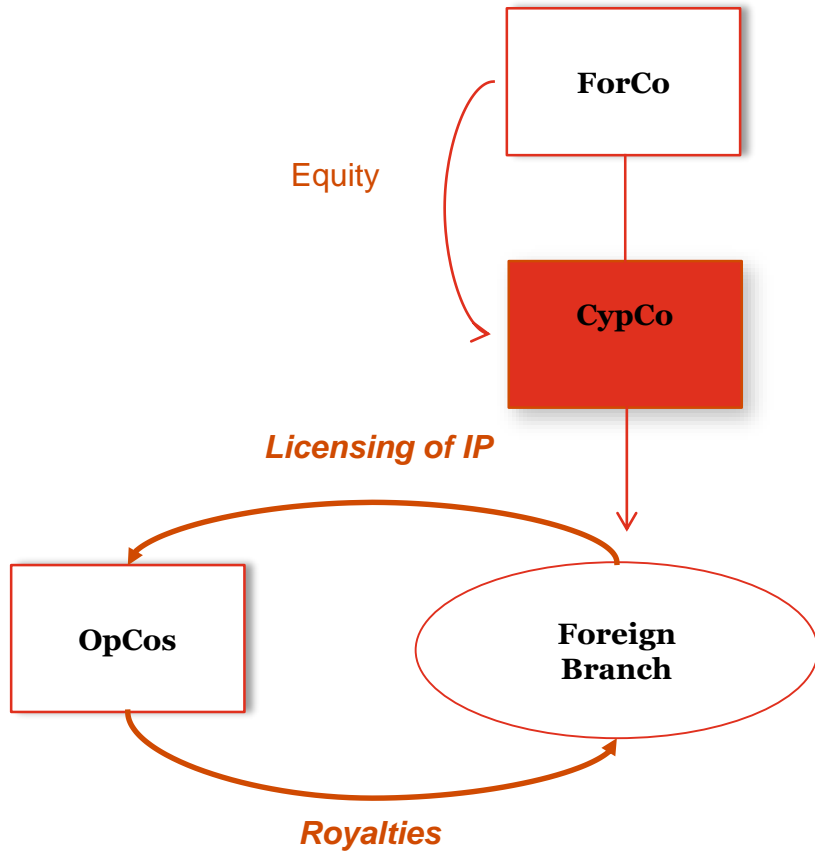 ForCo
Equity
CypCo
Licensing of IP
OpCos
Foreign
Branch
Royalties